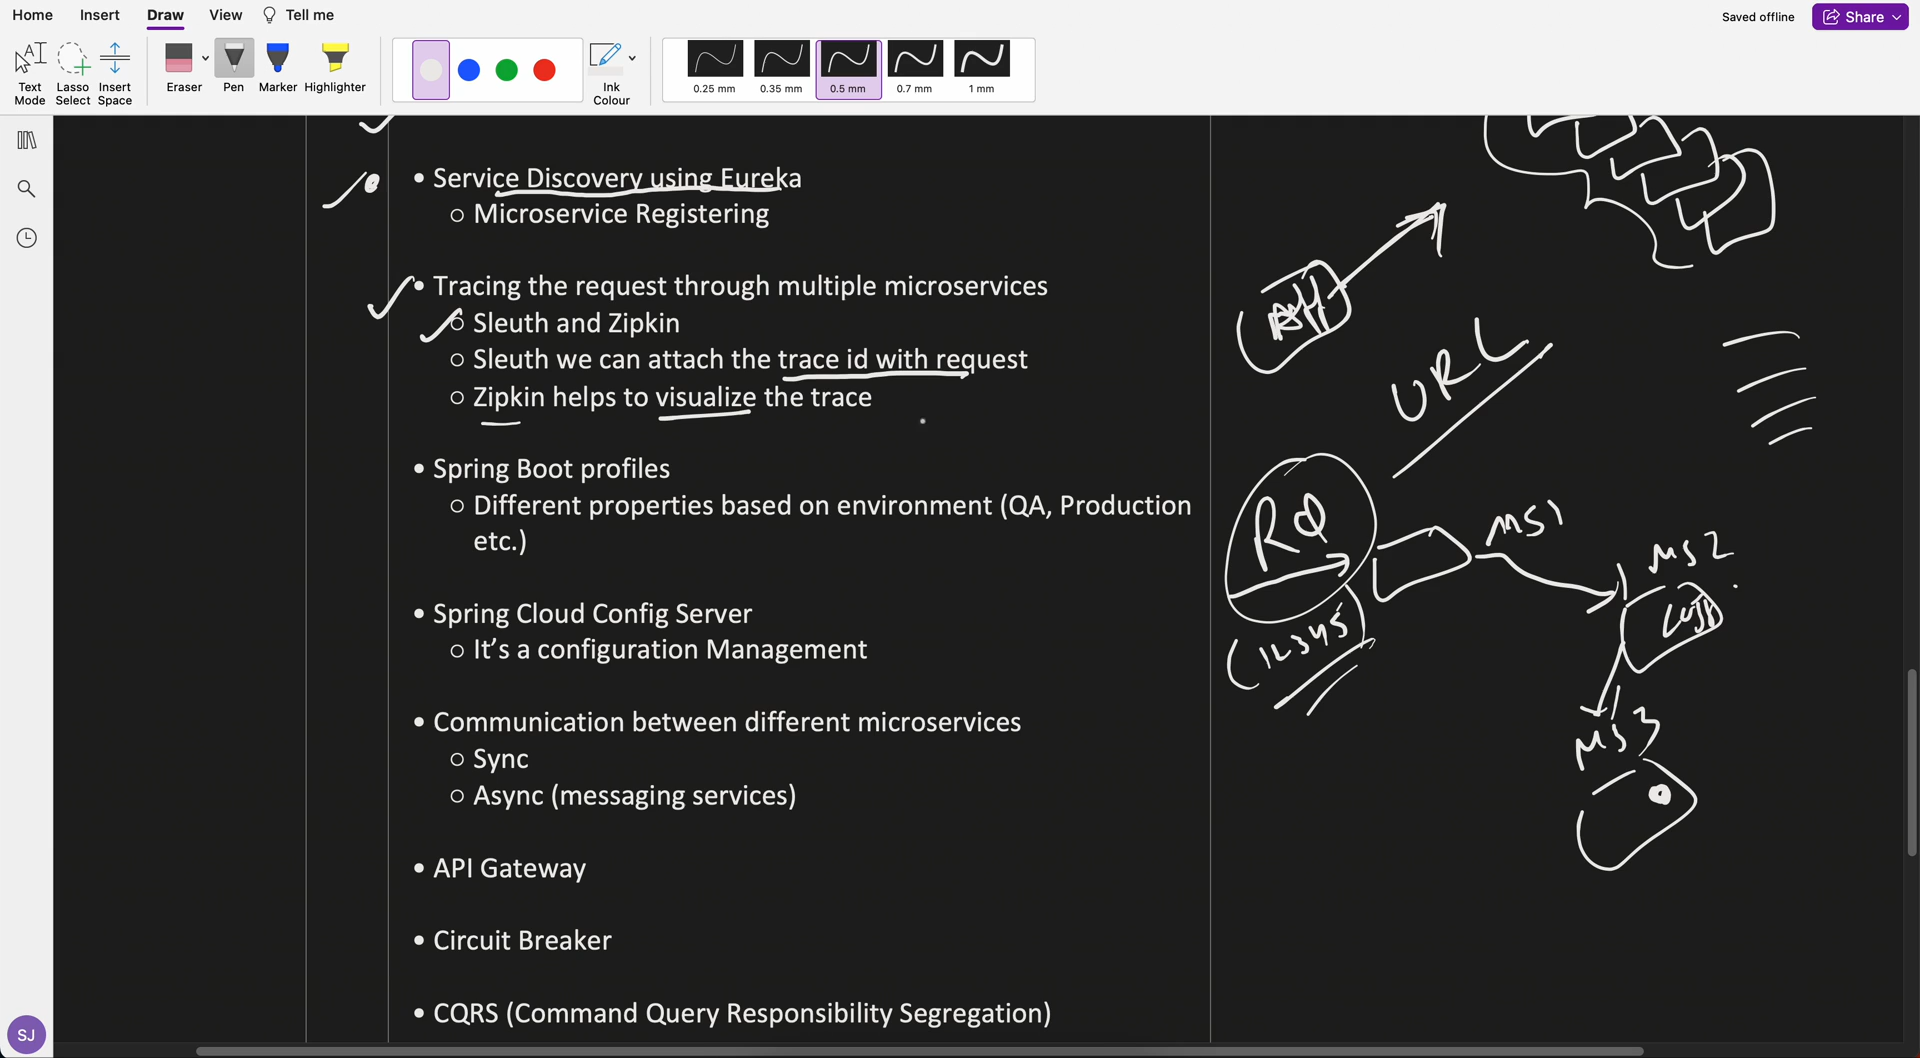 Home Insert Draw View Tell me
Saved offline Share
Text Mode
Lasso Select
Insert Space
Eraser
Pen
Marker
Highlighter
Ink Colour
0.25 mm
0.35 mm
0.5 mm
0.7 mm
1 mm
• Service Discovery using Eureka
○ Microservice Registering
• Tracing the request through multiple microservices
○ Sleuth and Zipkin
○ Sleuth we can attach the trace id with request
○ Zipkin helps to visualize the trace
• Spring Boot profiles
○ Different properties based on environment (QA, Production
etc.)
• Spring Cloud Config Server
○ It's a configuration Management
• Communication between different microservices
○ Sync
○ Async (messaging services)
• API Gateway
• Circuit Breaker
• CQRS (Command Query Responsibility Segregation)
URL
RQ
12345
MS1
MS2
MS3
SJ